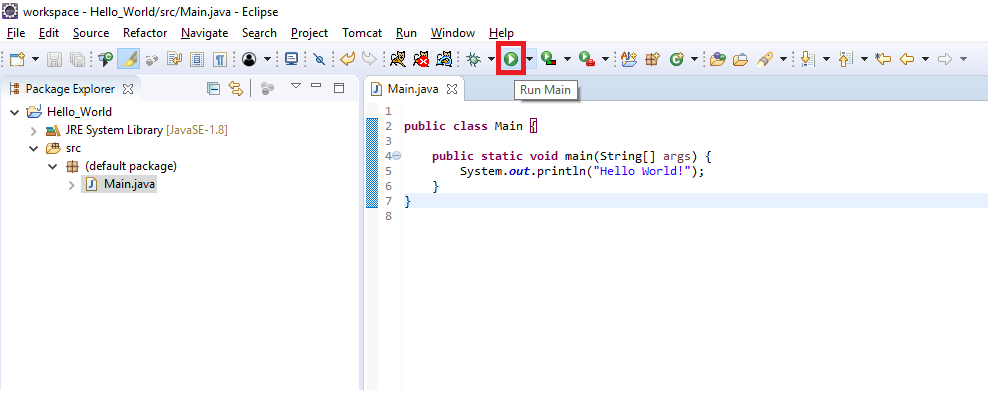 workspace - Hello_World/src/Main.java - Eclipse
File Edit Source Refactor Navigate Search Project Tomcat Run Window Help
Package Explorer
Hello_World
JRE System Library [JavaSE-1.8]
src
(default package)
Main.java
Main.java
Run Main
1
2 public class Main {
3
4 public static void main(String[] args) {
5 System.out.println("Hello World!");
6 }
7 }
8